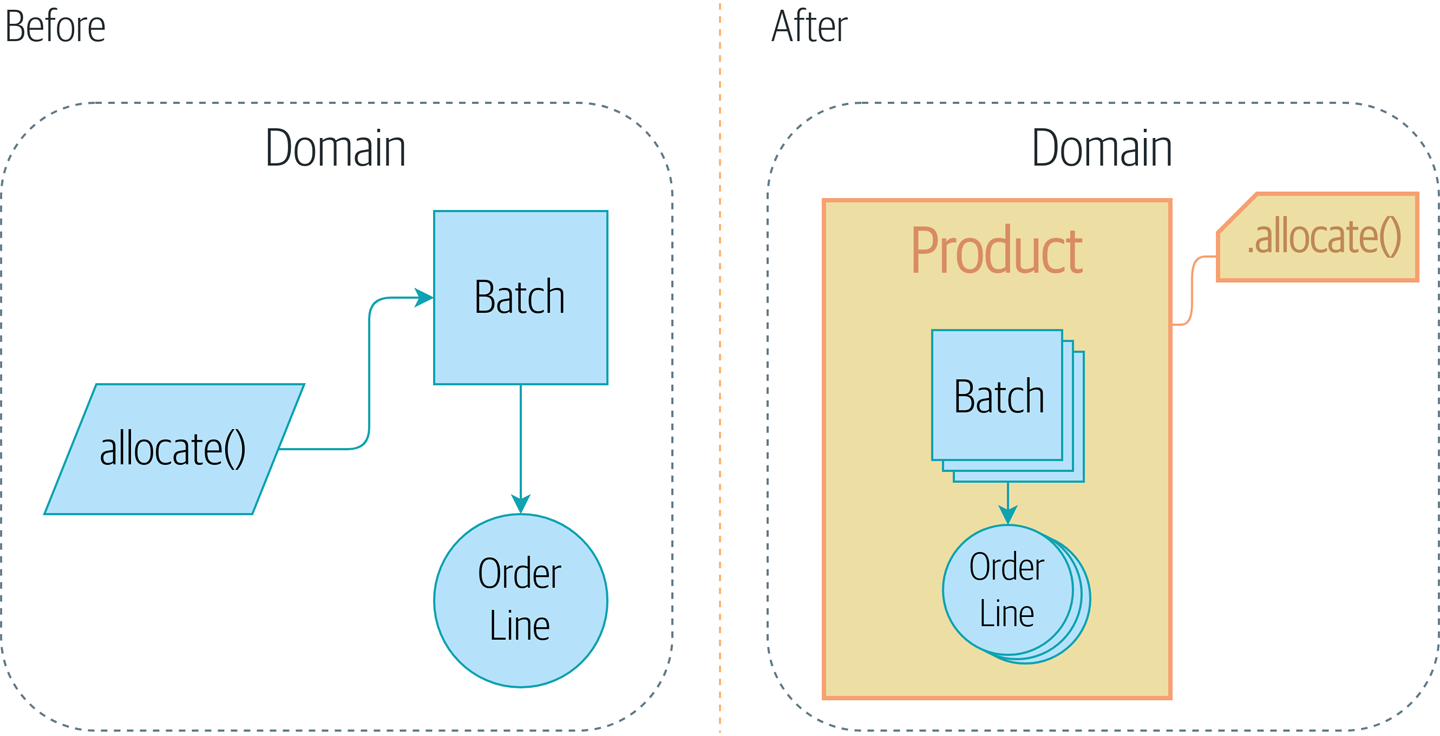 Before
Domain
Batch
allocate()
Order
Line
After
Domain
Product
.allocate()
Batch
Order
Line